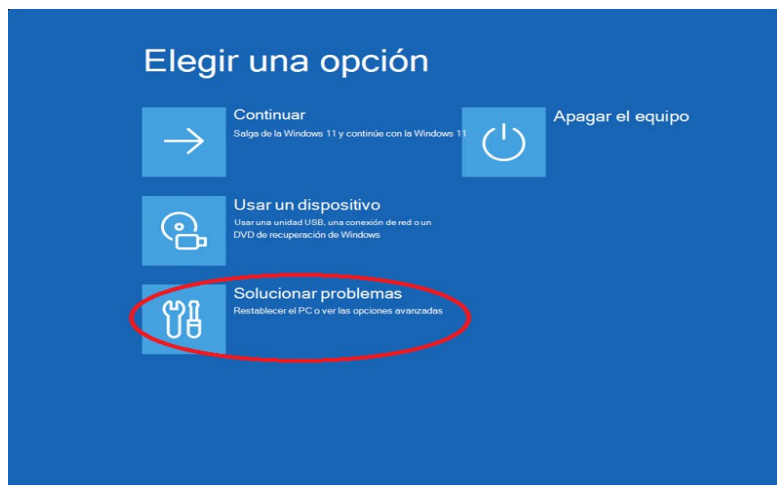 Elegir una opción
Continuar
Salga de la Windows 11 y continúe con la Windows 11
Apagar el equipo
Usar un dispositivo
Usar una unidad USB, una conexión de red o un
DVD de recuperación de Windows
Solucionar problemas
Restablecer el PC o ver las opciones avanzadas